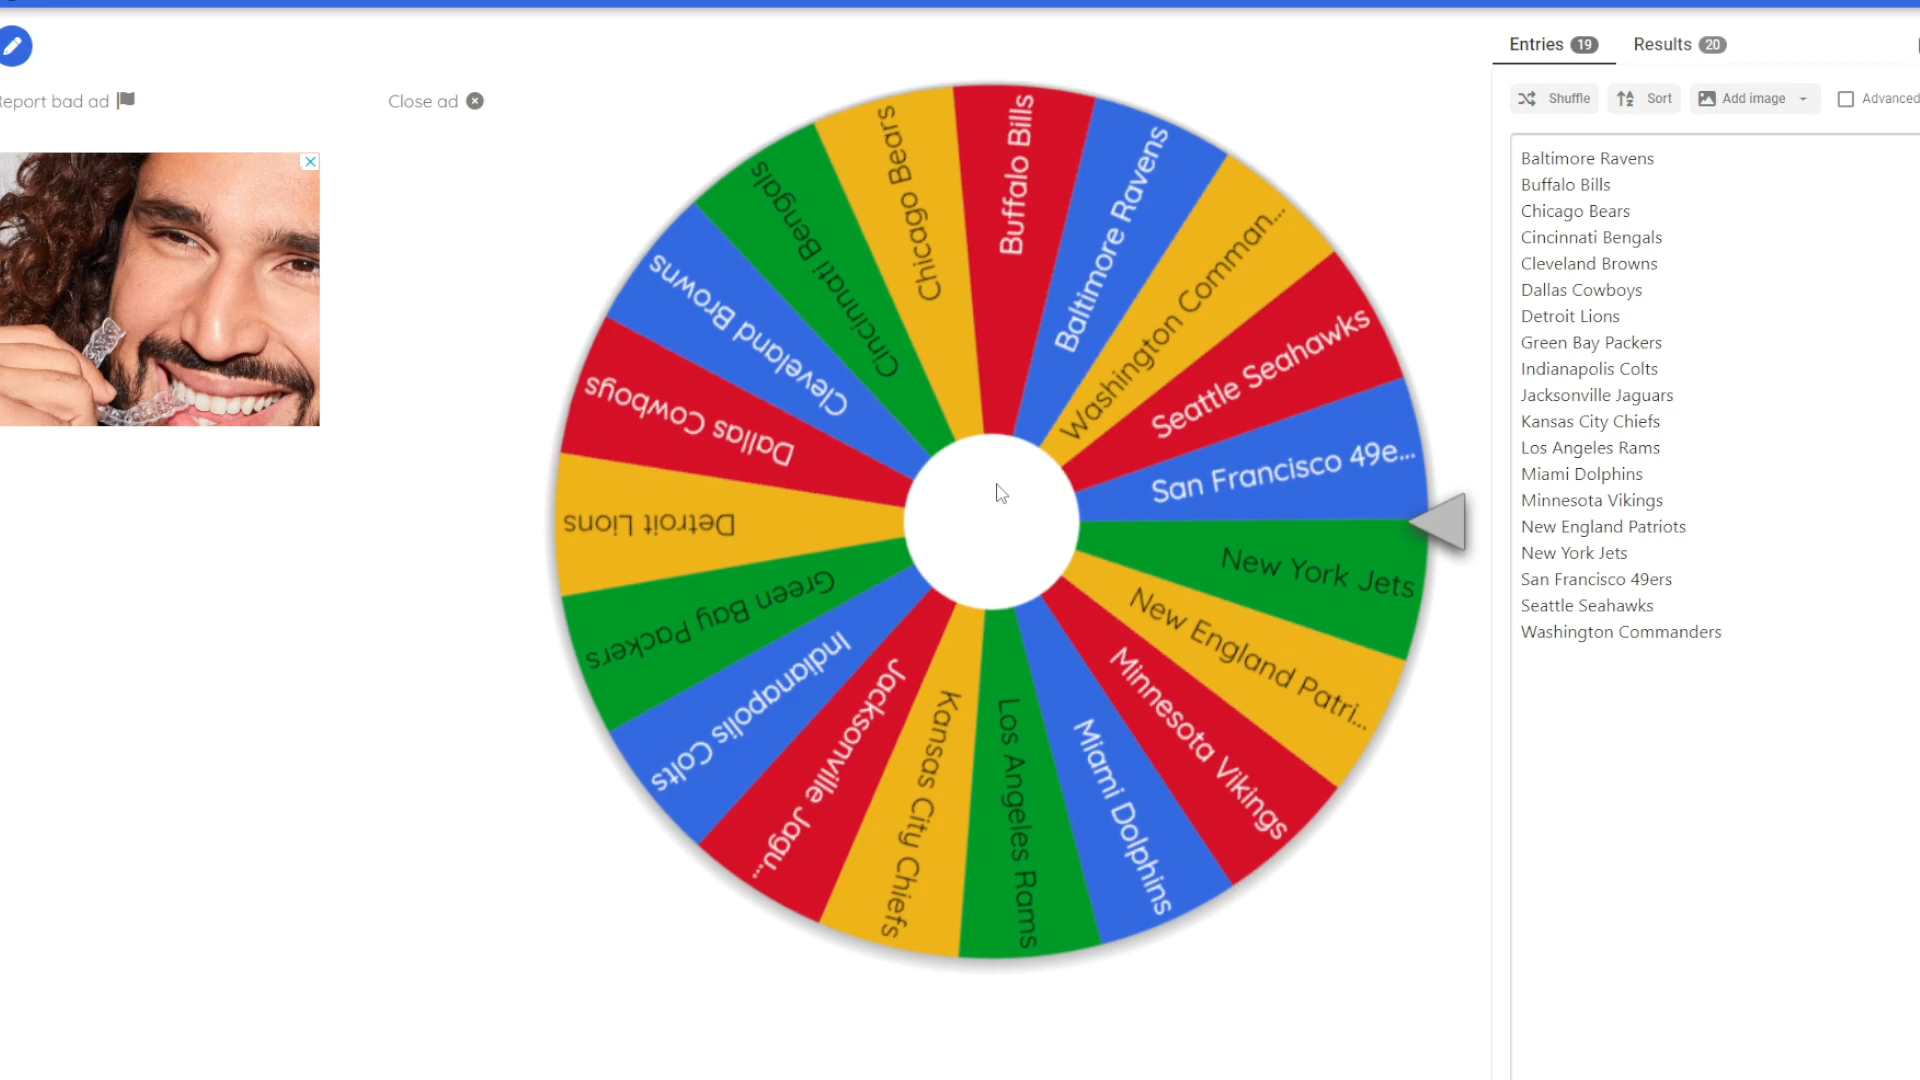 Entries 19
Results 20
Report bad ad
Close ad
Shuffle
Sort
Add image
Advanced
Baltimore Ravens
Buffalo Bills
Chicago Bears
Cincinnati Bengals
Cleveland Browns
Dallas Cowboys
Detroit Lions
Green Bay Packers
Indianapolis Colts
Jacksonville Jaguars
Kansas City Chiefs
Los Angeles Rams
Miami Dolphins
Minnesota Vikings
New England Patriots
New York Jets
San Francisco 49ers
Seattle Seahawks
Washington Commanders
Buffalo Bills
Baltimore Ravens
Washington Comman...
Seattle Seahawks
San Francisco 49e...
New York Jets
New England Patri...
Minnesota Vikings
Miami Dolphins
Los Angeles Rams
Kansas City Chiefs
Jacksonville Jagu...
Indianapolis Colts
Green Bay Packers
Detroit Lions
Dallas Cowboys
Cleveland Browns
Cincinnati Bengals
Chicago Bears